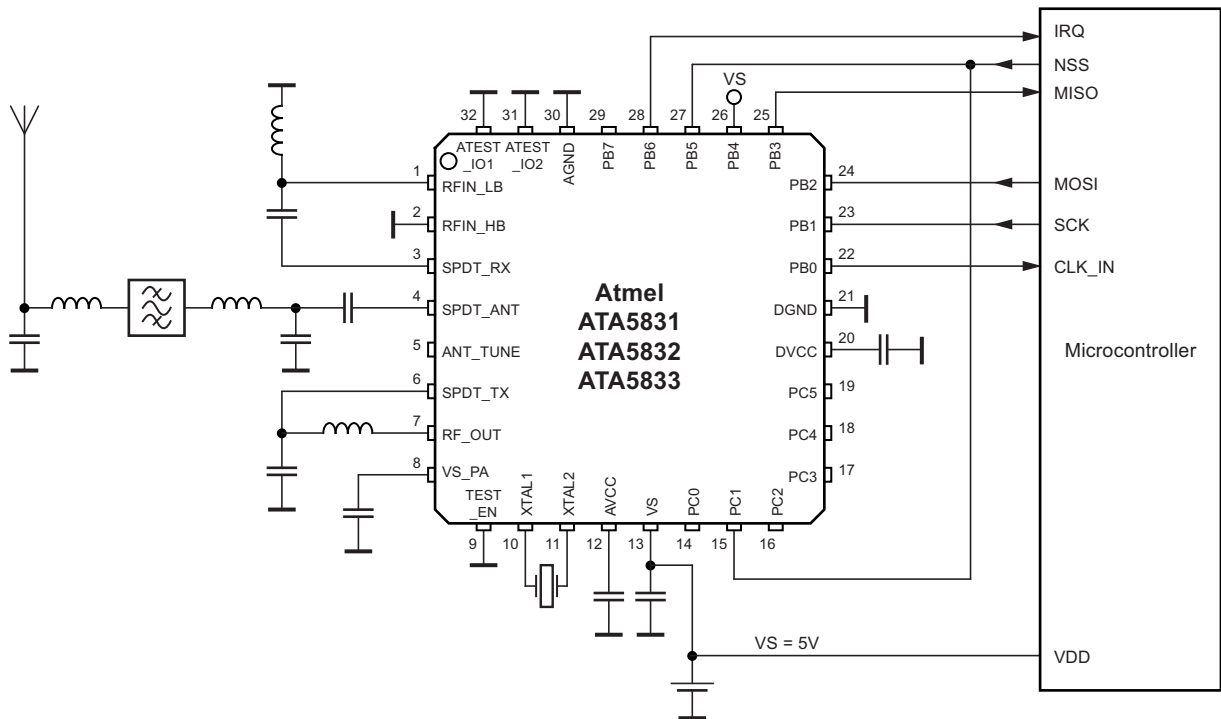 IRQ
NSS
MISO
MOSI
SCK
CLK_IN
Microcontroller
VDD
VS
32
31
30
29
28
27
26
25
ATEST
_IO1
ATEST
_IO2
AGND
PB7
PB6
PB5
PB4
PB3
1
RFIN_LB
2
RFIN_HB
3
SPDT_RX
4
SPDT_ANT
5
ANT_TUNE
6
SPDT_TX
7
RF_OUT
8
VS_PA
PB2
24
PB1
23
PB0
22
DGND
21
DVCC
20
PC5
19
PC4
18
PC3
17
Atmel
ATA5831
ATA5832
ATA5833
TEST
_EN
XTAL1
XTAL2
AVCC
VS
PC0
PC1
PC2
9
10
11
12
13
14
15
16
VS = 5V